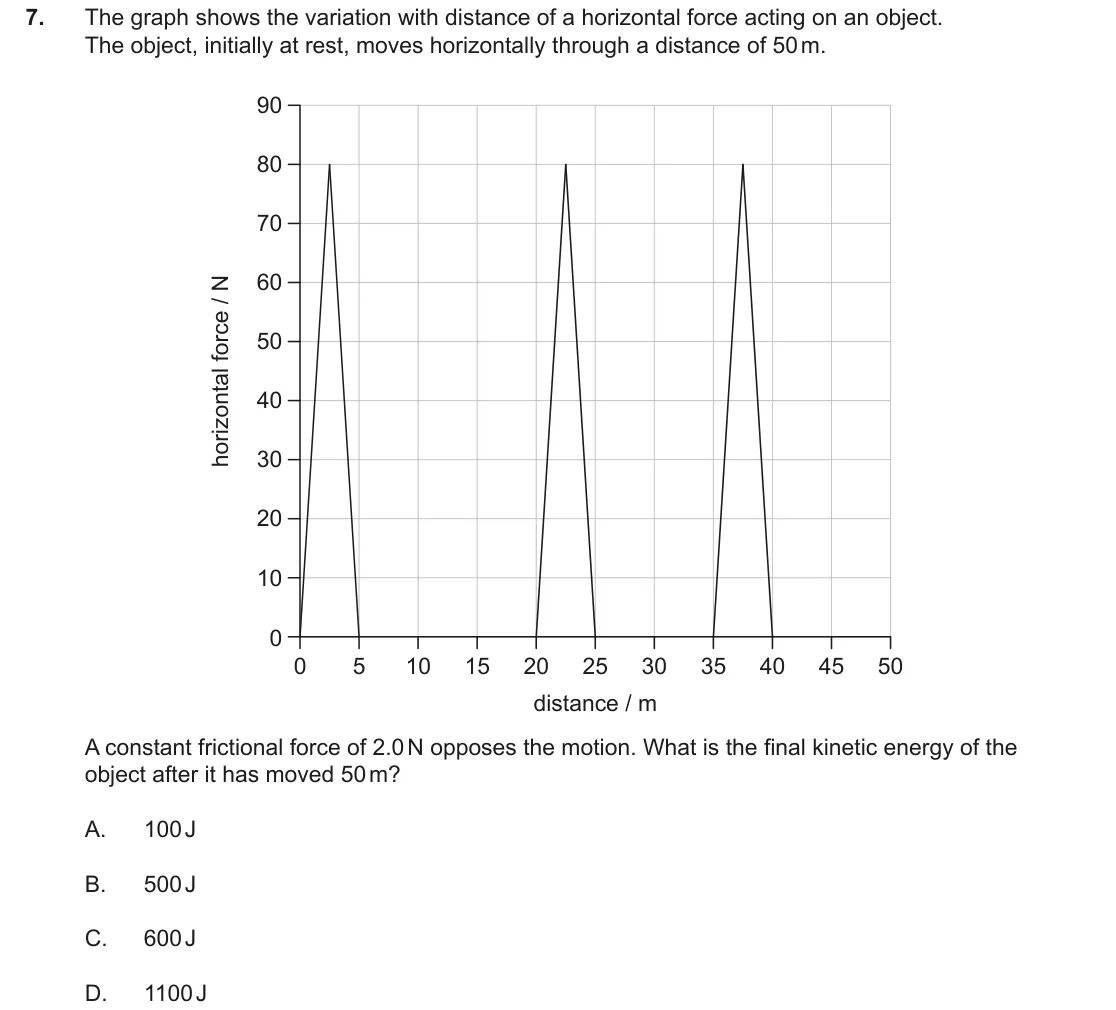 7. The graph shows the variation with distance of a horizontal force acting on an object.
The object, initially at rest, moves horizontally through a distance of 50 m.
90
80
70
60
50
40
30
20
10
0
horizontal force / N
0 5 10 15 20 25 30 35 40 45 50
distance / m
A constant frictional force of 2.0 N opposes the motion. What is the final kinetic energy of the
object after it has moved 50 m?
A. 100 J
B. 500 J
C. 600 J
D. 1100 J